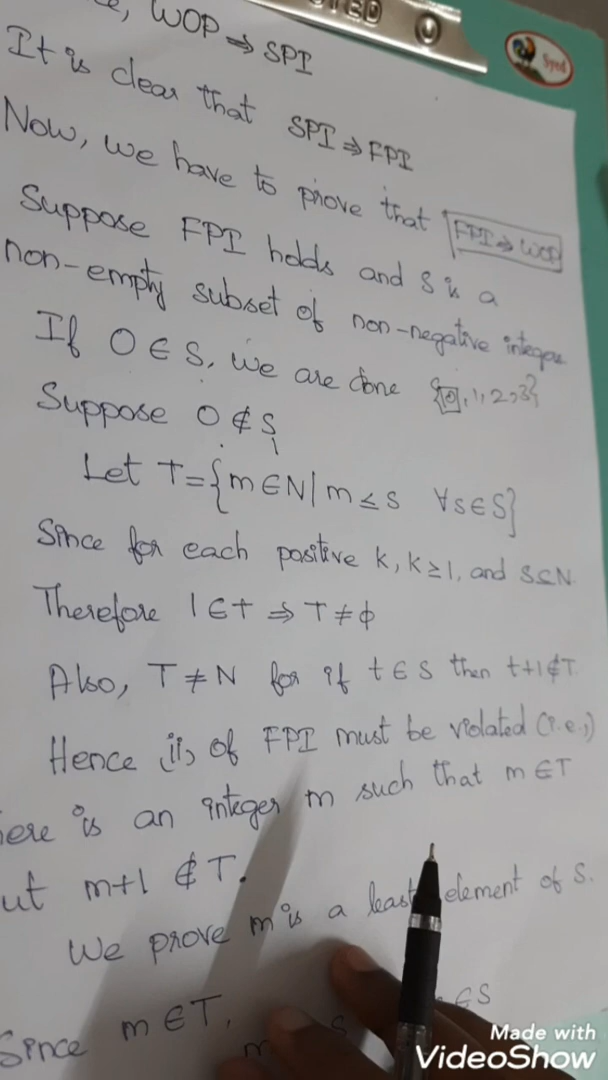 WOP ⇒ SPI
It is clear that SPI ⇒ FPI
Now, we have to prove that FPI ⇒ WOP
Suppose FPI holds and S is a
non-empty subset of non-negative integers
If 0 ∈ S, we are done {0, 1, 2, 3}
Suppose 0 ∉ S
Let T = {m ∈ N | m ≤ s ∀ s ∈ S}
Since for each positive k, k ≥ 1, and S ⊆ N.
Therefore 1 ∈ T ⇒ T ≠ ϕ
Also, T ≠ N for if t ∈ S then t+1 ∉ T.
Hence (ii) of FPI must be violated (i.e.,)
is an integer m such that m ∈ T
m+1 ∉ T.
We prove m is a least element of S.
Since m ∈ T, ∈ S
Syed
Made with
VideoShow